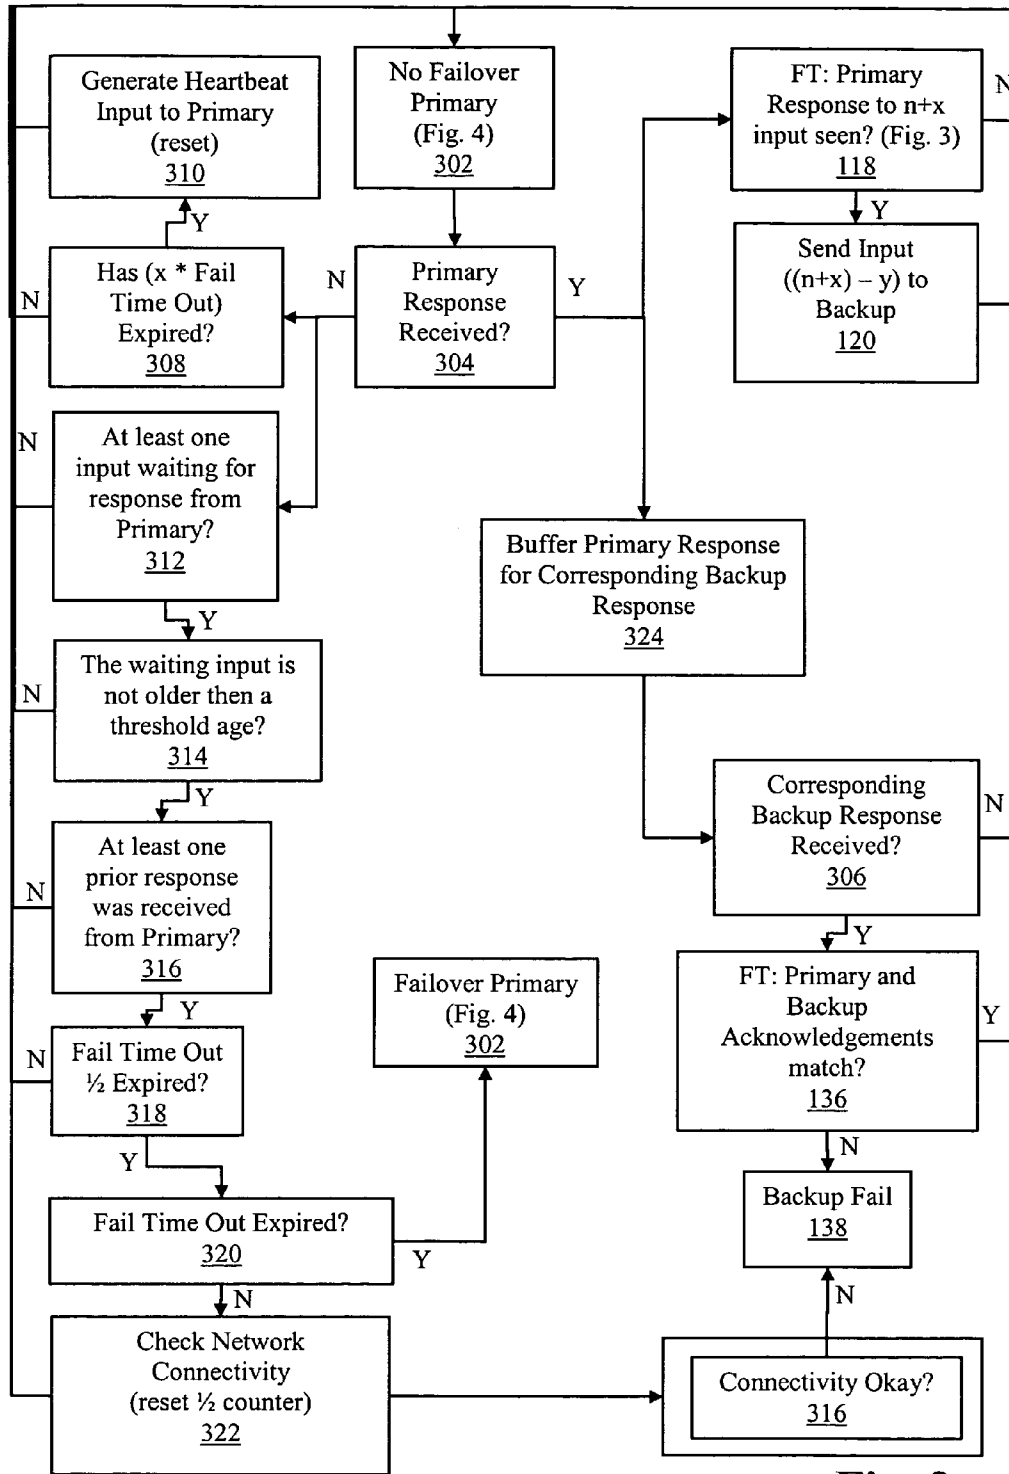 Generate Heartbeat
Input to Primary
(reset)
310
No Failover
Primary
(Fig. 4)
302
FT: Primary
Response to n+x
input seen? (Fig. 3)
118
N
Y
Y
Has (x * Fail
Time Out)
Expired?
308
N
N
Primary
Response
Received?
304
Y
Send Input
((n+x) – y) to
Backup
120
N
At least one
input waiting for
response from
Primary?
312
Y
Buffer Primary Response
for Corresponding Backup
Response
324
N
The waiting input is
not older then a
threshold age?
314
Y
Corresponding
Backup Response
Received?
306
N
Y
N
At least one
prior response
was received
from Primary?
316
Y
Failover Primary
(Fig. 4)
302
FT: Primary and
Backup
Acknowledgements
match?
136
Y
N
N
Fail Time Out
½ Expired?
318
Y
Backup Fail
138
N
Fail Time Out Expired?
320
Y
N
Check Network
Connectivity
(reset ½ counter)
322
Connectivity Okay?
316